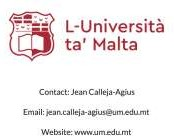 L-Università
ta' Malta
Contact: Jean Calleja-Agius
Email: jean.calleja-agius@um.edu.mt
Website: www.um.edu.mt